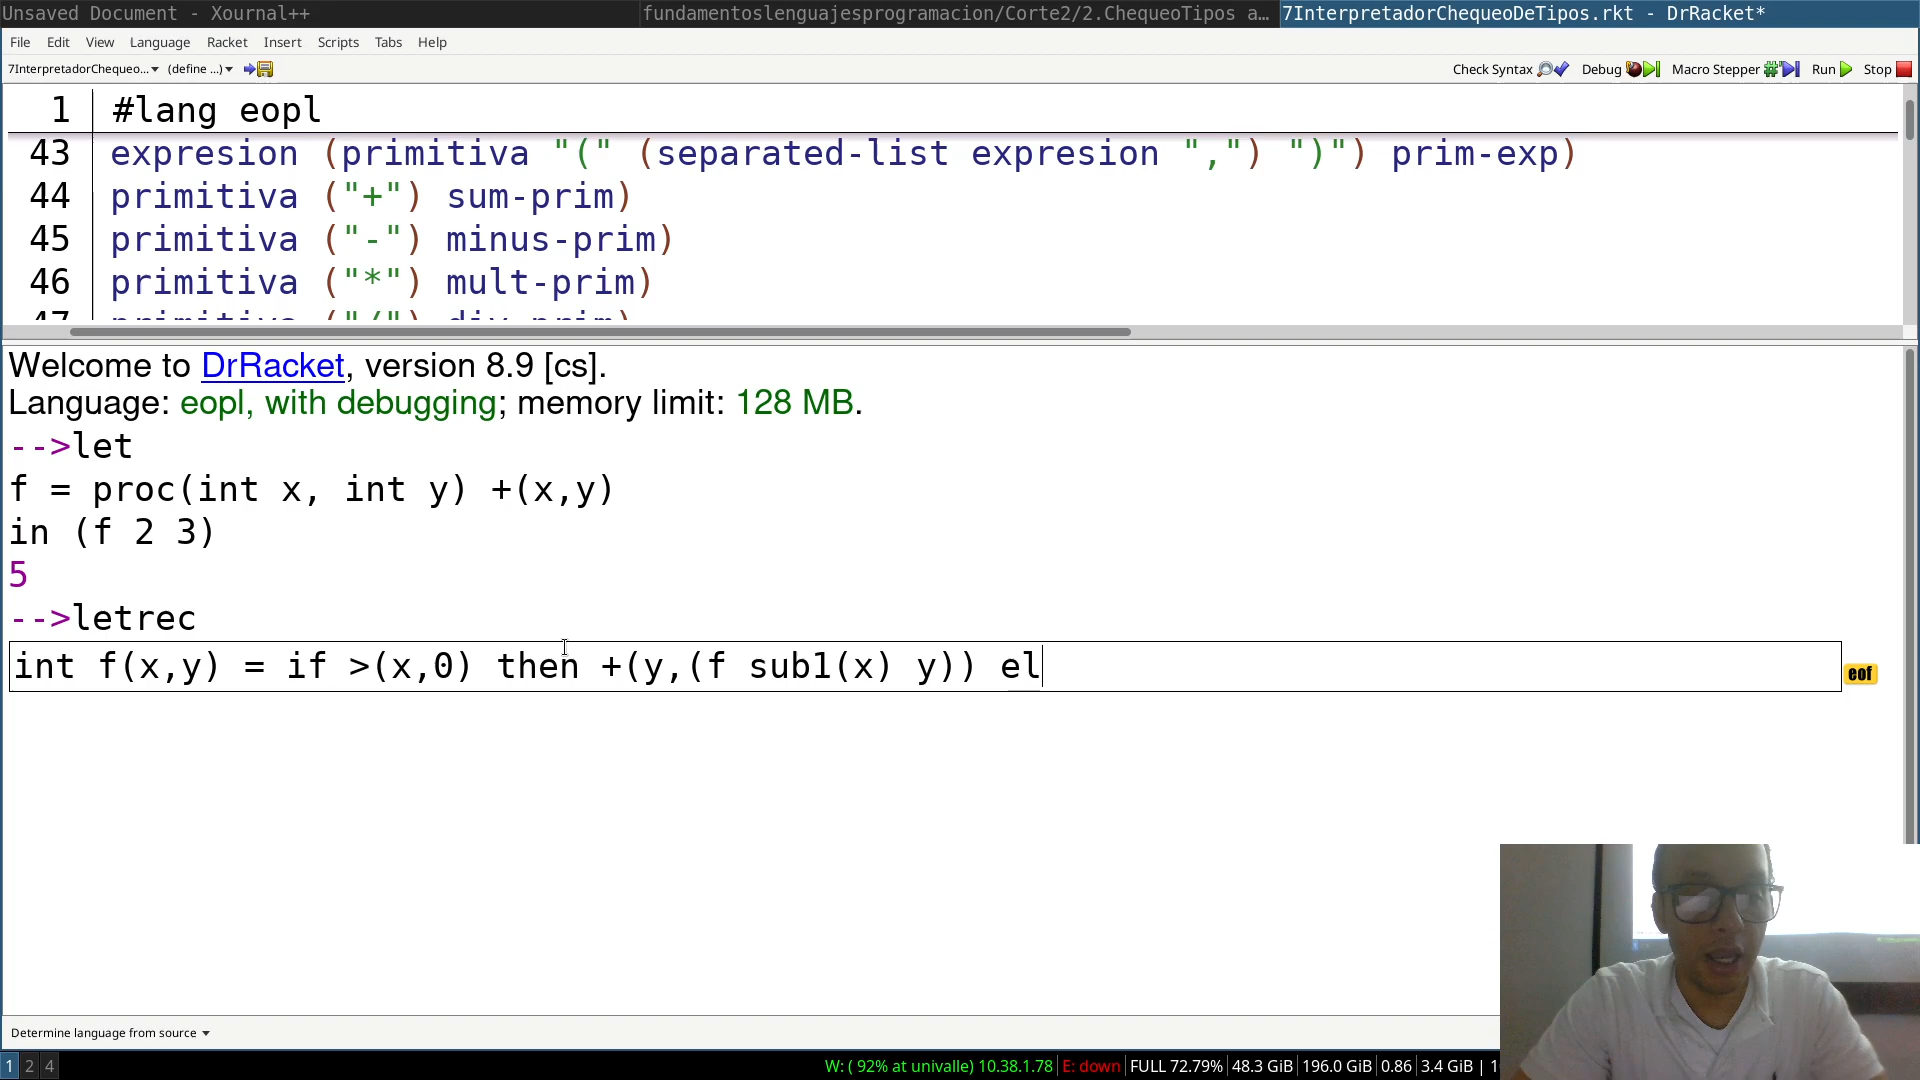 Unsaved Document - Xournal++
fundamentoslenguajesprogramacion/Corte2/2.ChequeoTipos a…
7InterpretadorChequeoDeTipos.rkt - DrRacket*
File Edit View Language Racket Insert Scripts Tabs Help
7InterpretadorChequeo... (define ...)
Check Syntax Debug Macro Stepper Run Stop
1 #lang eopl
43 expresion (primitiva "(" (separated-list expresion ",") ")") prim-exp)
44 primitiva ("+") sum-prim)
45 primitiva ("-") minus-prim)
46 primitiva ("*") mult-prim)
47 primitiva ("/") div-prim)
Welcome to DrRacket, version 8.9 [cs].
Language: eopl, with debugging; memory limit: 128 MB.
-->let
f = proc(int x, int y) +(x,y)
in (f 2 3)
5
-->letrec
int f(x,y) = if >(x,0) then +(y,(f sub1(x) y)) el
eof
Determine language from source
1 2 4
W: ( 92% at univalle) 10.38.1.78 E: down FULL 72.79% 48.3 GiB 196.0 GiB 0.86 3.4 GiB